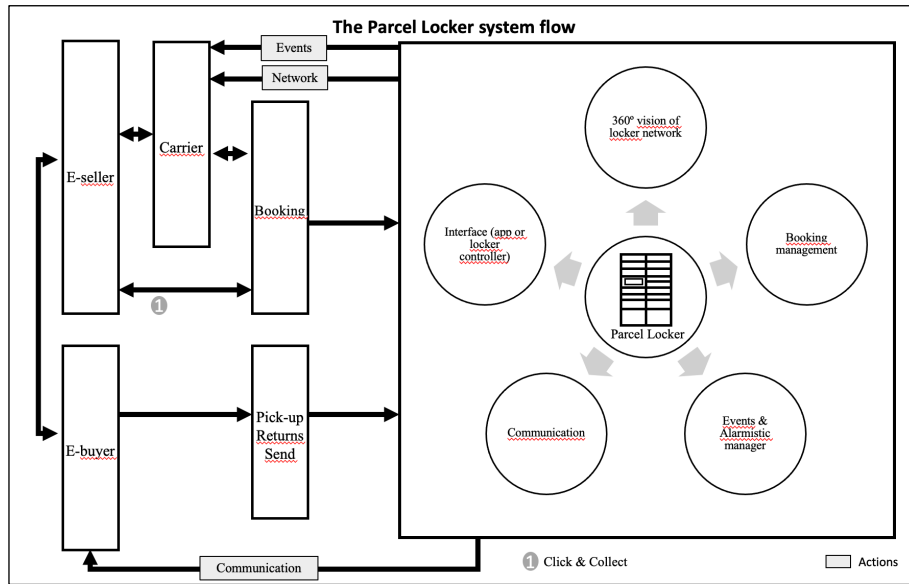 The Parcel Locker system flow
Events
Network
E-seller
Carrier
Booking
1
360º vision of
locker network
Interface (app or
locker
controller)
Booking
management
Parcel Locker
Communication
Events &
Alarmistic
manager
E-buyer
Pick-up
Returns
Send
Communication
1 Click & Collect
Actions